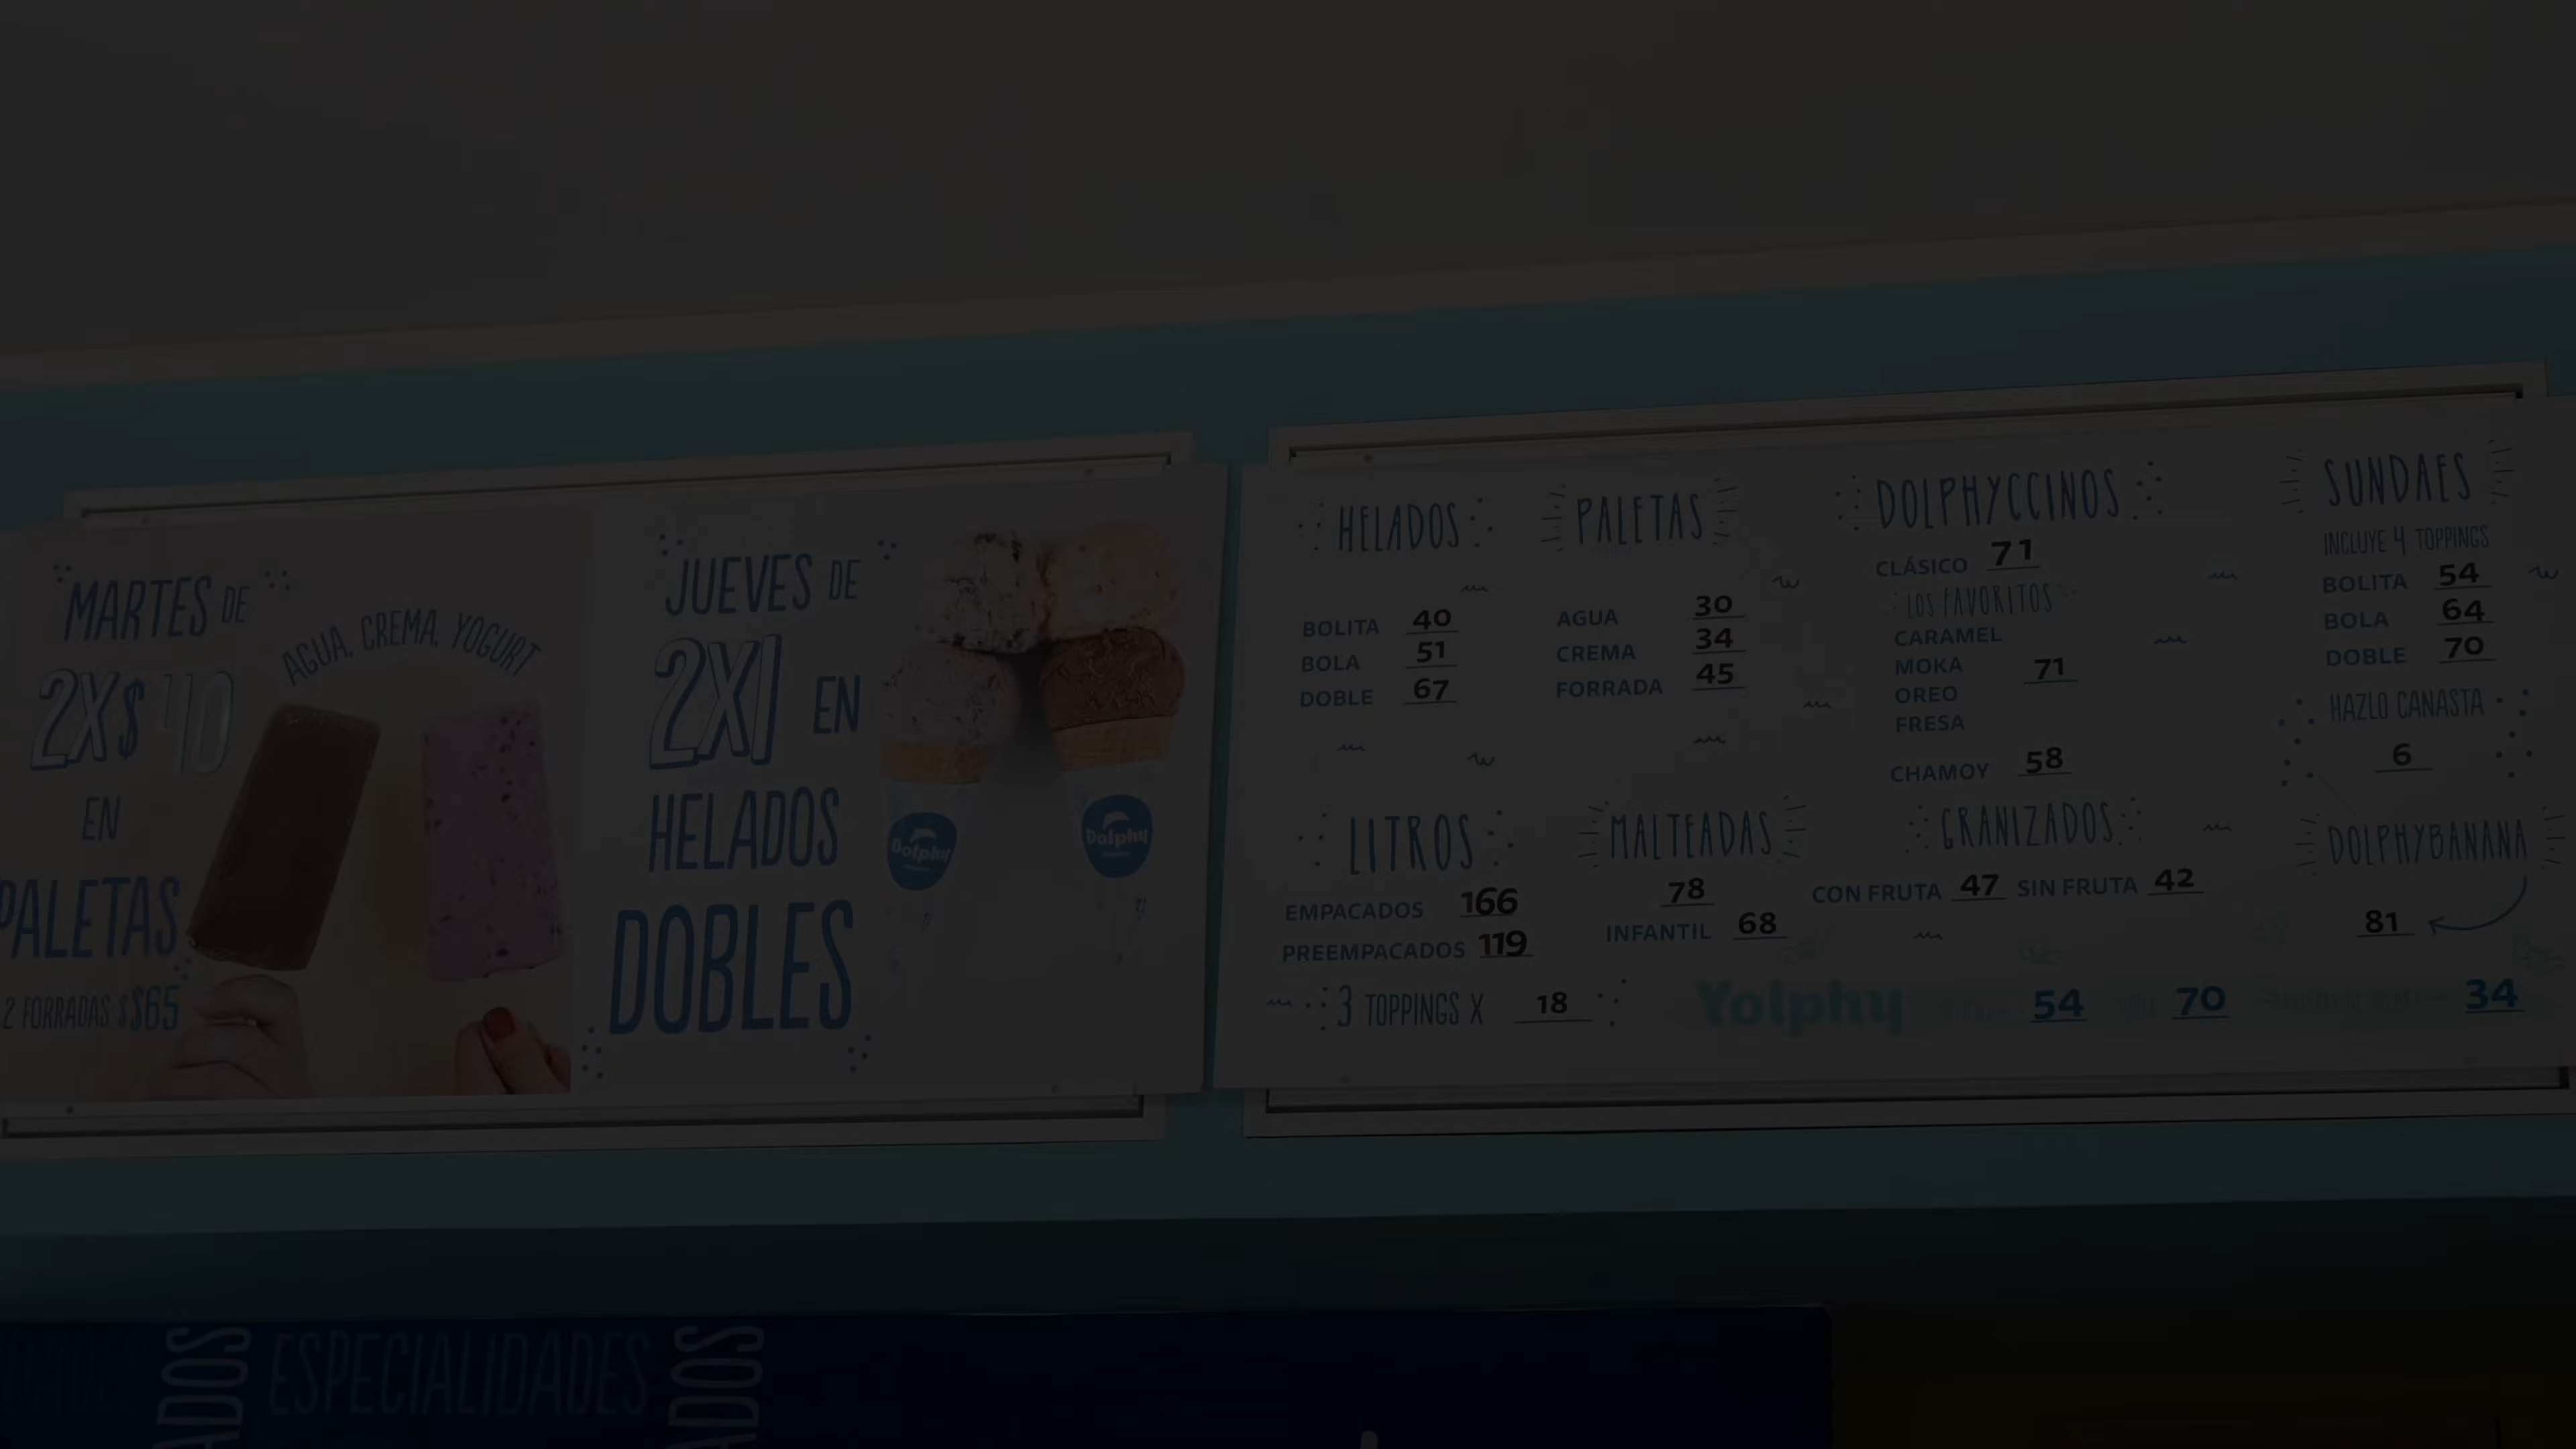 MARTES DE
2X$40
EN
PALETAS
2 FORRADAS $$65
AGUA, CREMA, YOGURT
JUEVES DE
2X1 EN
HELADOS
DOBLES
Dolphy
Dolphy
HELADOS
BOLITA 40
BOLA 51
DOBLE 67
PALETAS
AGUA 30
CREMA 34
FORRADA 45
DOLPHYCCINOS
CLÁSICO 71
LOS FAVORITOS
CARAMEL
MOKA 71
OREO
FRESA
CHAMOY 58
SUNDAES
INCLUYE 4 TOPPINGS
BOLITA 54
BOLA 64
DOBLE 70
HAZLO CANASTA
6
LITROS
EMPACADOS 166
PREEMPACADOS 119
3 TOPPINGS X 18
MALTEADAS
78
INFANTIL 68
GRANIZADOS
CON FRUTA 47 SIN FRUTA 42
DOLPHYBANANA
81
Yolphy 54 70 34
ESPECIALIDADES